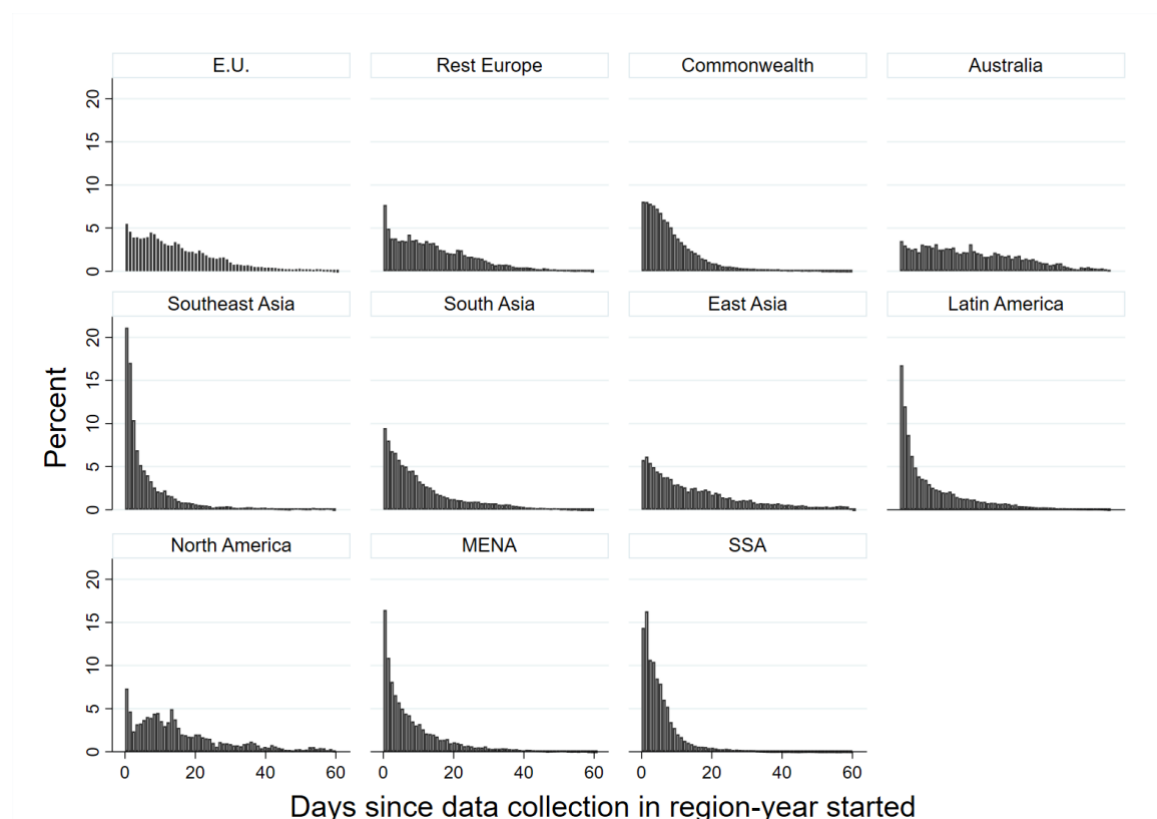 E.U. Rest Europe Commonwealth Australia
20
15
10
5
0
Southeast Asia South Asia East Asia Latin America
20
15
10
5
0
Percent
North America MENA SSA
20
15
10
5
0
0 20 40 60 0 20 40 60 0 20 40 60
Days since data collection in region-year started